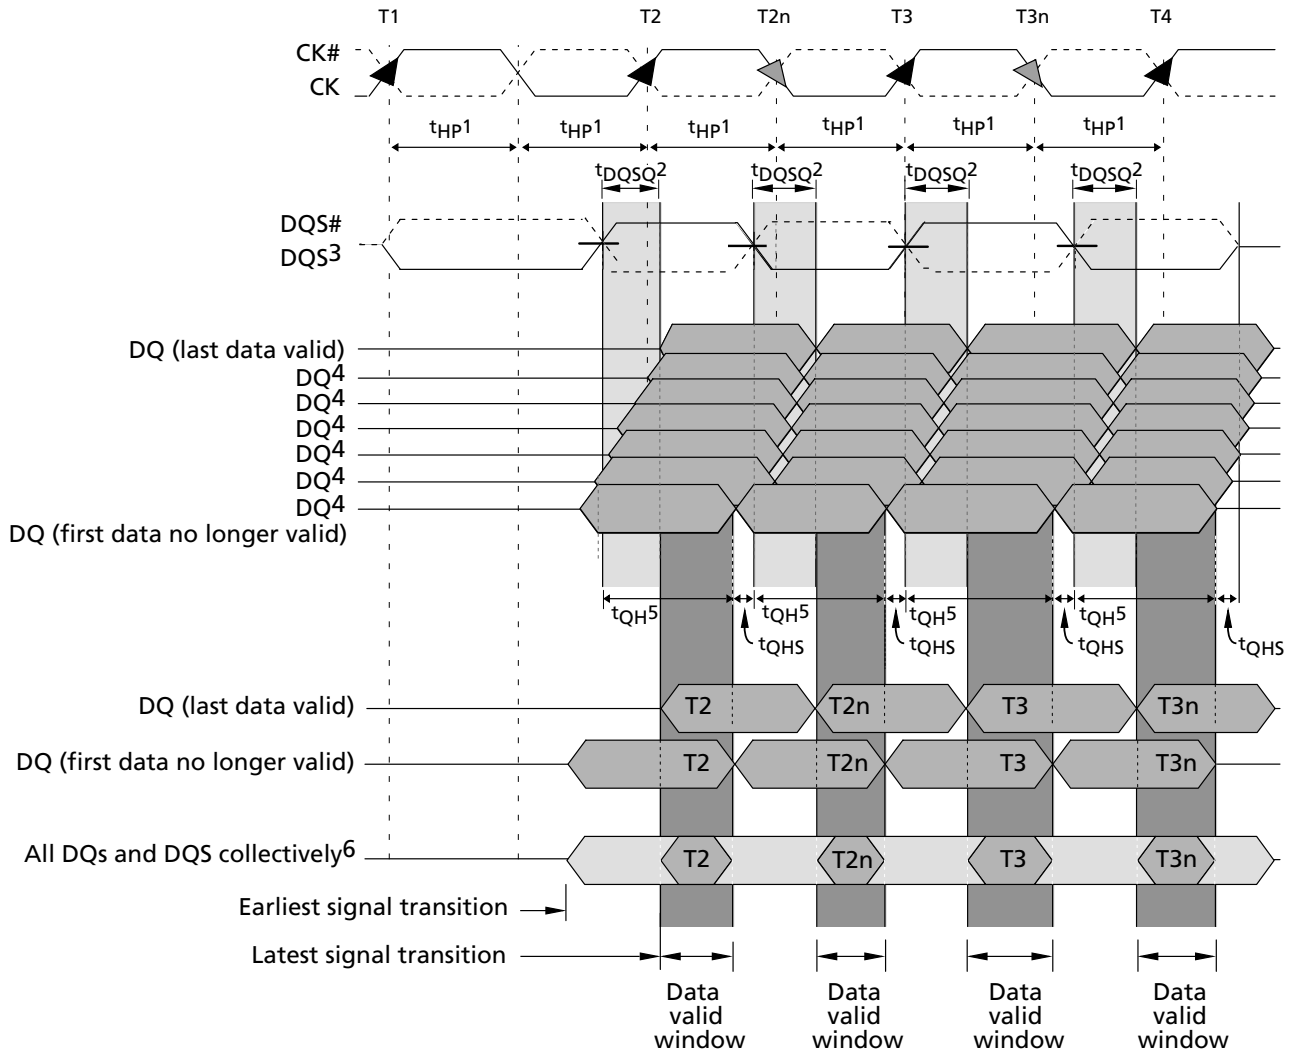 T1 T2 T2n T3 T3n T4
CK#
CK
tHP1 tHP1 tHP1 tHP1 tHP1 tHP1
tDQSQ2 tDQSQ2 tDQSQ2 tDQSQ2
DQS#
DQS3
DQ (last data valid)
DQ4
DQ4
DQ4
DQ4
DQ4
DQ4
DQ (first data no longer valid)
tQH5 tQH5 tQH5 tQH5
tQHS tQHS tQHS tQHS
DQ (last data valid) T2 T2n T3 T3n
DQ (first data no longer valid) T2 T2n T3 T3n
All DQs and DQS collectively6 T2 T2n T3 T3n
Earliest signal transition
Latest signal transition
Data Data Data Data
valid valid valid valid
window window window window